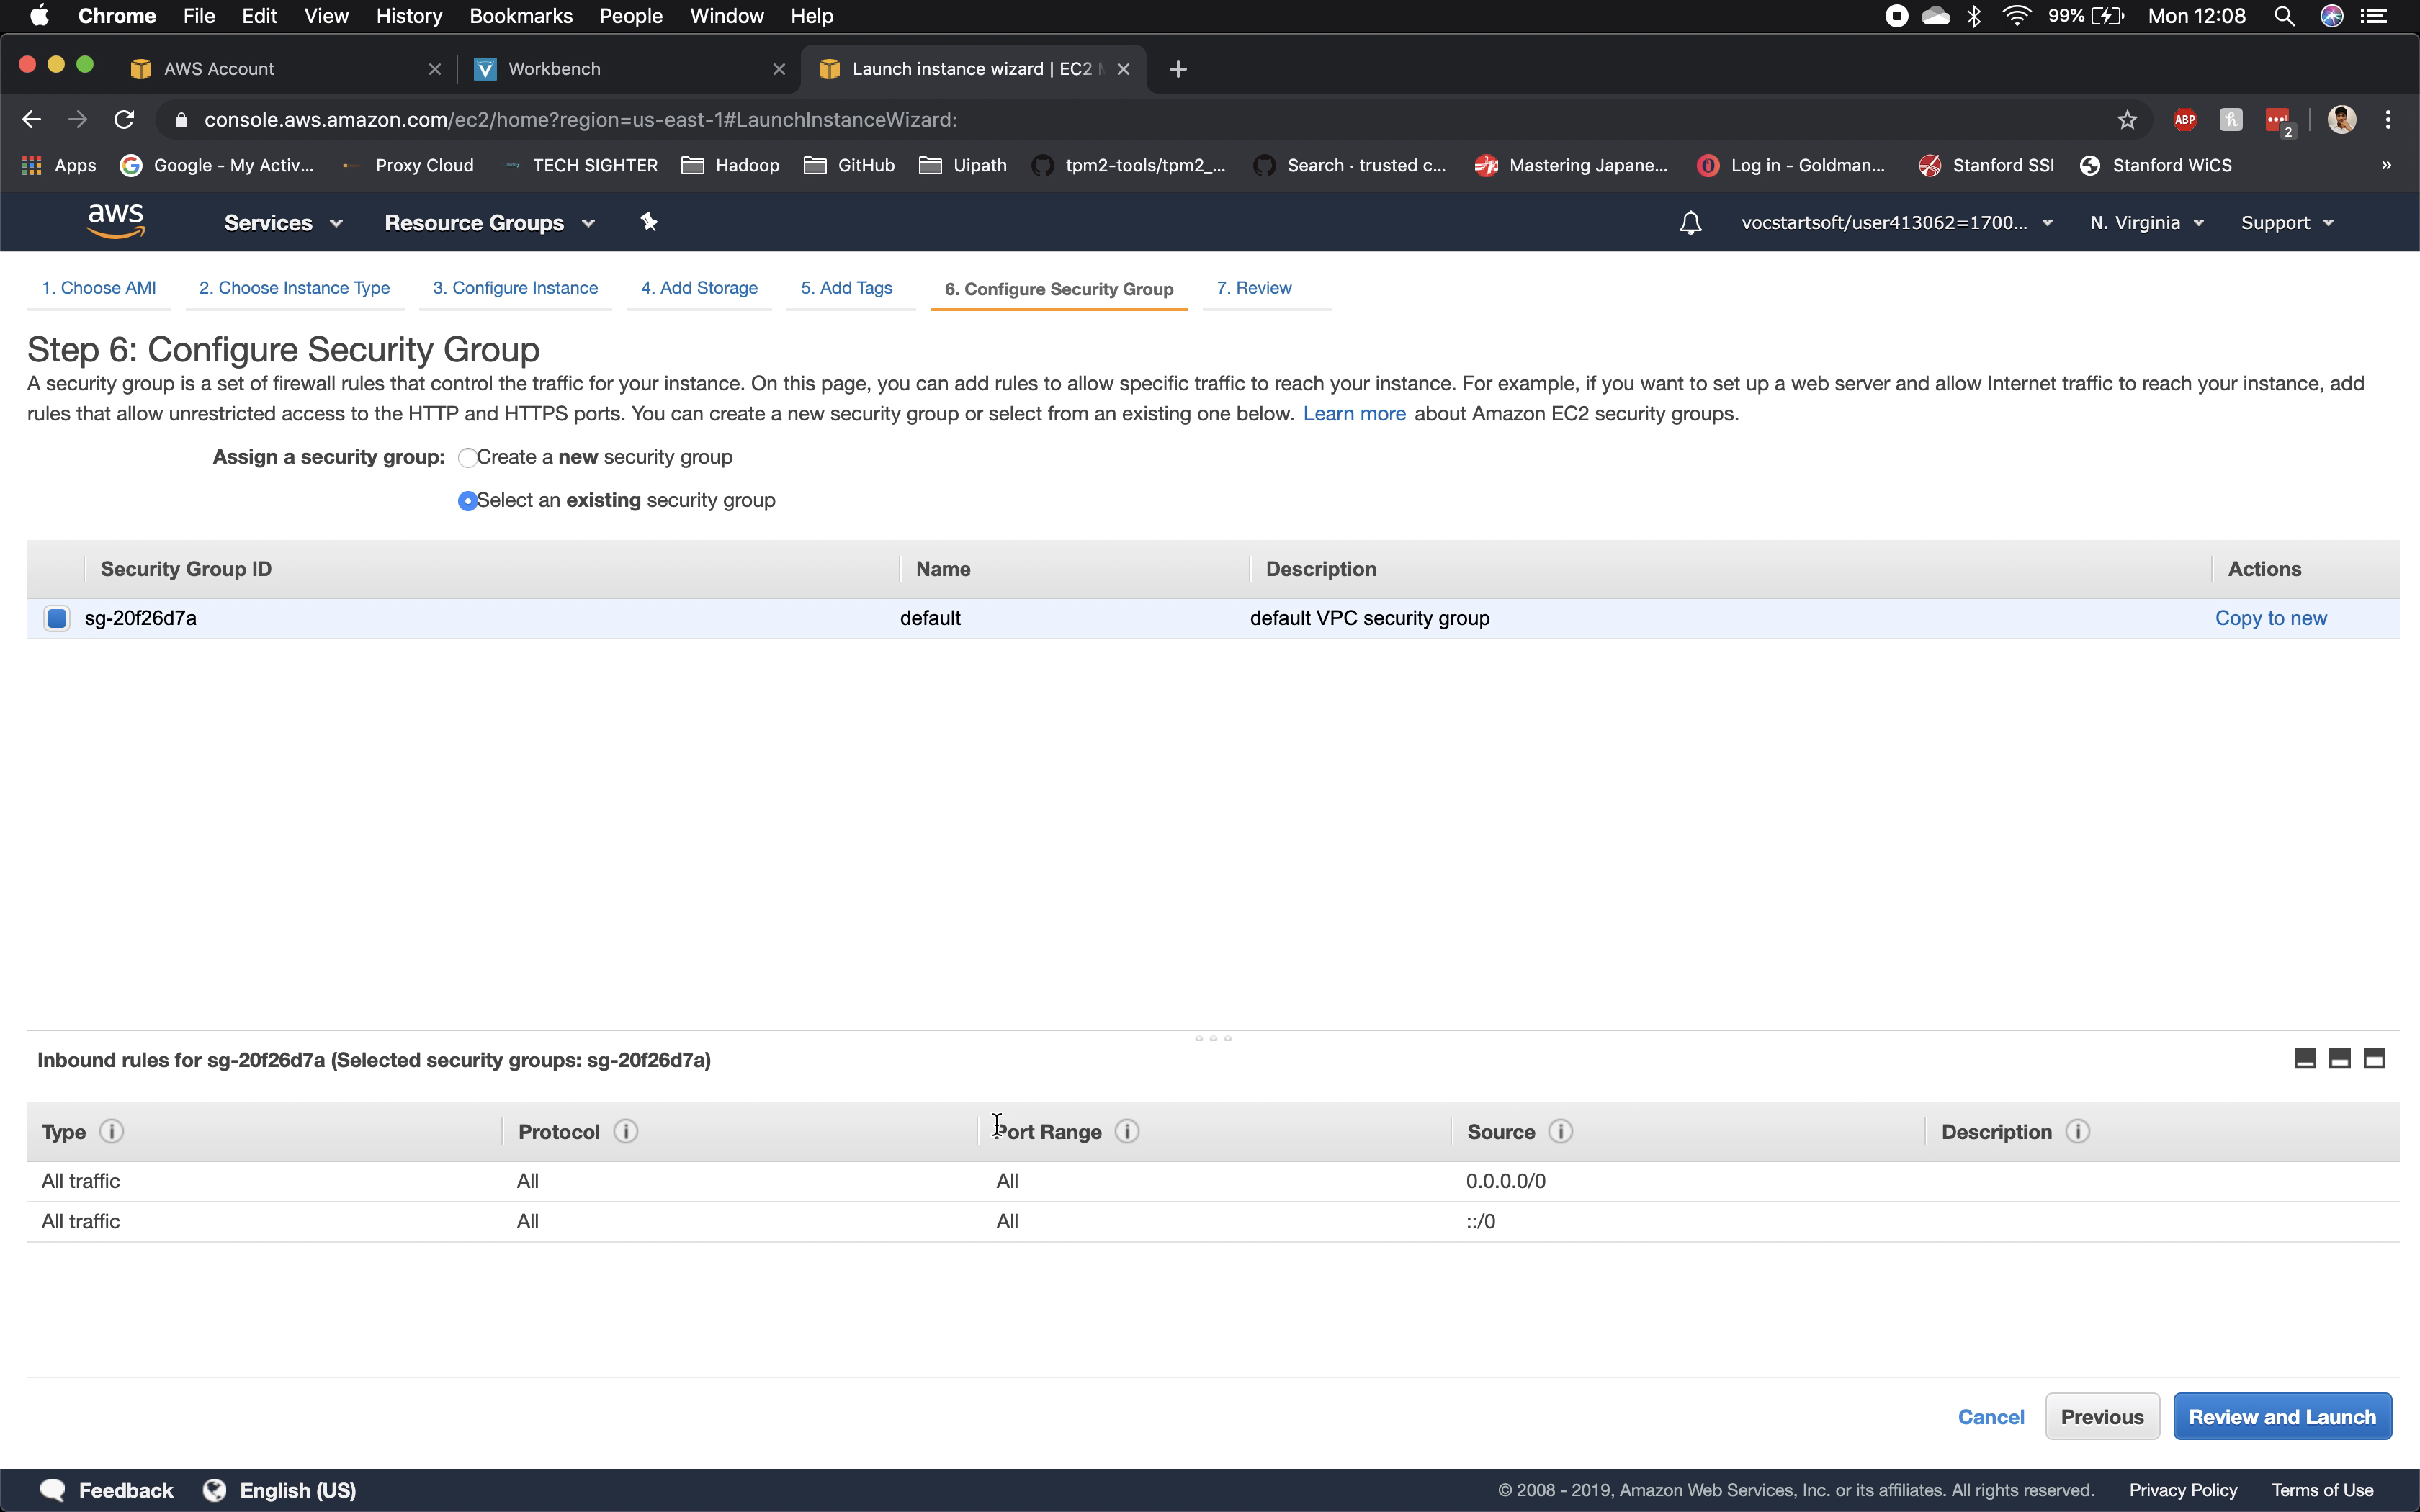 Chrome File Edit View History Bookmarks People Window Help 99% Mon 12:08
AWS Account Workbench Launch instance wizard | EC2
console.aws.amazon.com/ec2/home?region=us-east-1#LaunchInstanceWizard: ABP 2
Apps Google - My Activ... Proxy Cloud TECH SIGHTER Hadoop GitHub Uipath tpm2-tools/tpm2_... Search · trusted c... Mastering Japane... Log in - Goldman... Stanford SSI Stanford WiCS »
aws Services Resource Groups vocstartsoft/user413062=1700... N. Virginia Support
1. Choose AMI 2. Choose Instance Type 3. Configure Instance 4. Add Storage 5. Add Tags 6. Configure Security Group 7. Review
Step 6: Configure Security Group
A security group is a set of firewall rules that control the traffic for your instance. On this page, you can add rules to allow specific traffic to reach your instance. For example, if you want to set up a web server and allow Internet traffic to reach your instance, add
rules that allow unrestricted access to the HTTP and HTTPS ports. You can create a new security group or select from an existing one below. Learn more about Amazon EC2 security groups.
Assign a security group: Create a new security group
Select an existing security group
Security Group ID Name Description Actions
sg-20f26d7a default default VPC security group Copy to new
Inbound rules for sg-20f26d7a (Selected security groups: sg-20f26d7a)
Type Protocol Port Range Source Description
All traffic All All 0.0.0.0/0
All traffic All All ::/0
Cancel Previous Review and Launch
Feedback English (US) © 2008 - 2019, Amazon Web Services, Inc. or its affiliates. All rights reserved. Privacy Policy Terms of Use